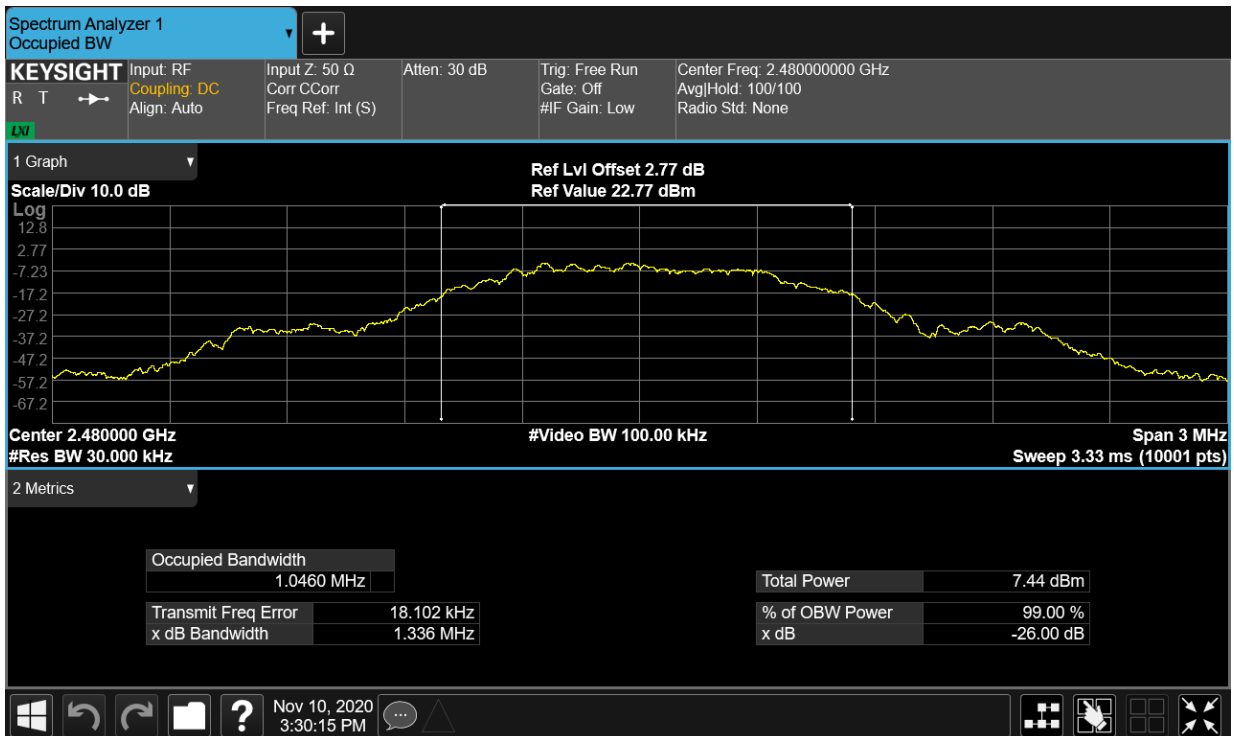 Spectrum Analyzer 1
Occupied BW
KEYSIGHT
R T
LXI
Input: RF
Coupling: DC
Align: Auto
Input Z: 50 Ω
Corr CCorr
Freq Ref: Int (S)
Atten: 30 dB
Trig: Free Run
Gate: Off
#IF Gain: Low
Center Freq: 2.480000000 GHz
Avg|Hold: 100/100
Radio Std: None
1 Graph
Scale/Div 10.0 dB
Ref Lvl Offset 2.77 dB
Ref Value 22.77 dBm
Log
12.8
2.77
-7.23
-17.2
-27.2
-37.2
-47.2
-57.2
-67.2
Center 2.480000 GHz
#Res BW 30.000 kHz
#Video BW 100.00 kHz
Span 3 MHz
Sweep 3.33 ms (10001 pts)
2 Metrics
Occupied Bandwidth
1.0460 MHz
Transmit Freq Error 18.102 kHz
x dB Bandwidth 1.336 MHz
Total Power 7.44 dBm
% of OBW Power 99.00 %
x dB -26.00 dB
?
Nov 10, 2020
3:30:15 PM